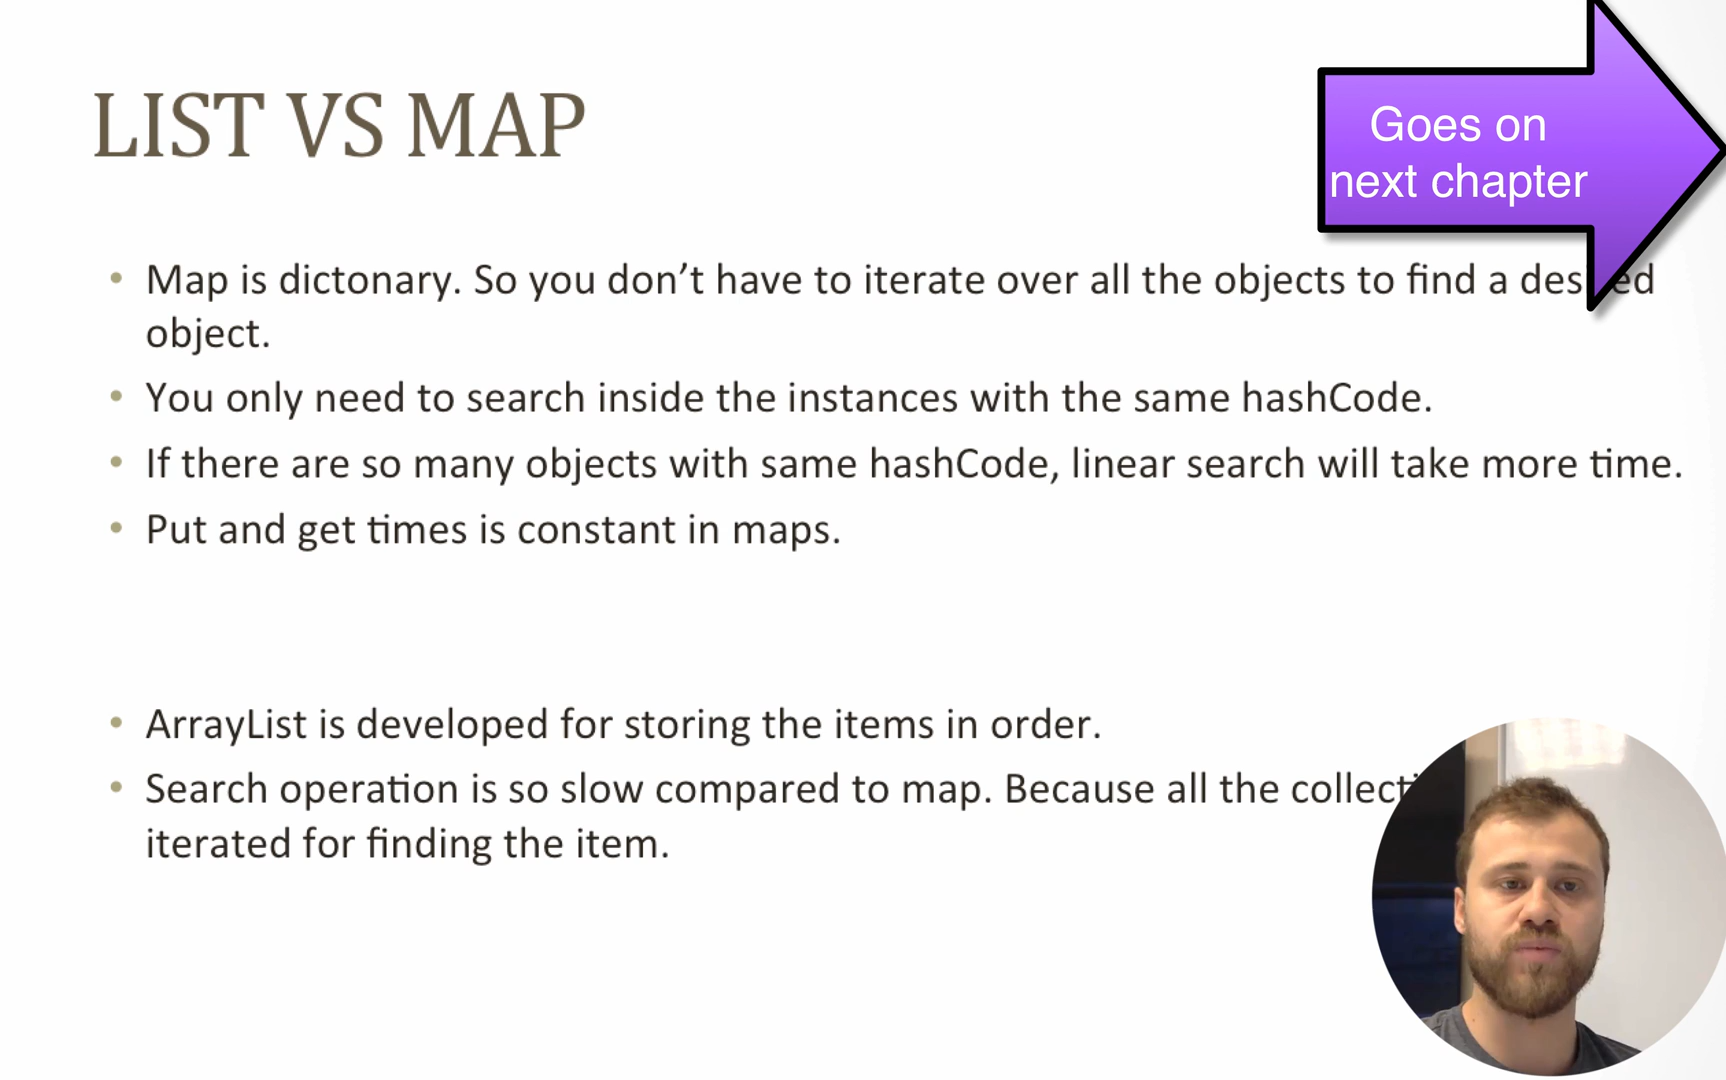 LIST VS MAP
Goes on
next chapter
• Map is dictonary. So you don’t have to iterate over all the objects to find a
object.
• You only need to search inside the instances with the same hashCode.
• If there are so many objects with same hashCode, linear search will take more time.
• Put and get times is constant in maps.
• ArrayList is developed for storing the items in order.
• Search operation is so slow compared to map. Because all the
iterated for finding the item.